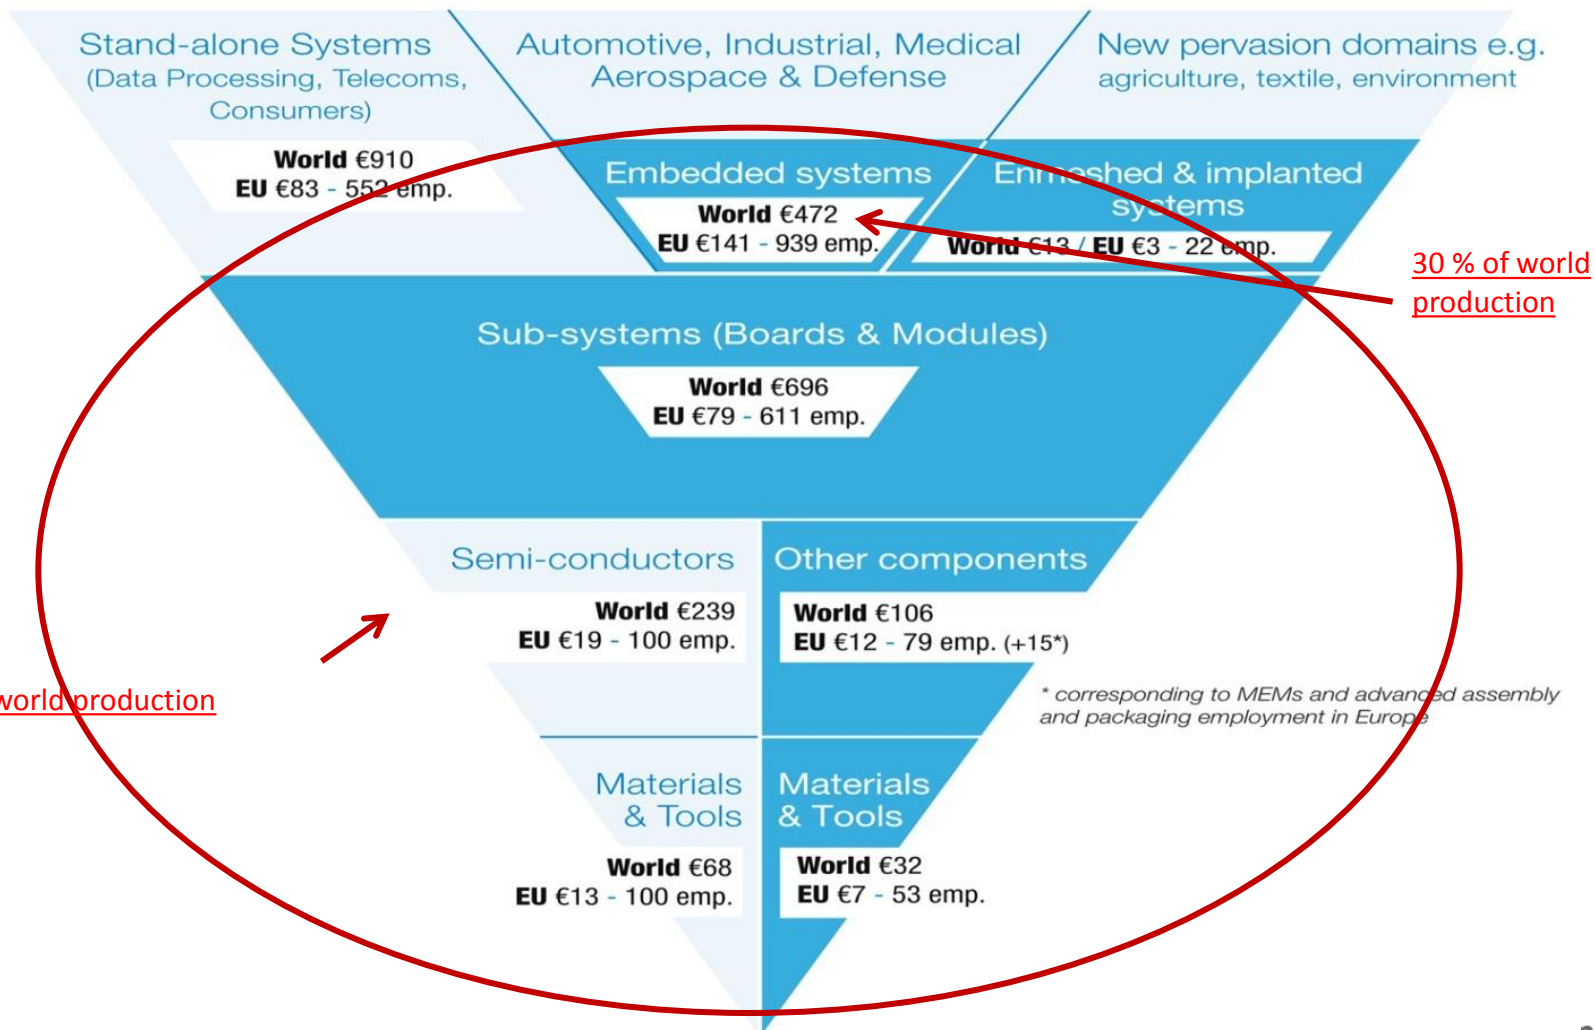 Stand-alone Systems
(Data Processing, Telecoms,
Consumers)
World €910
EU €83 - 552 emp.
Automotive, Industrial, Medical
Aerospace & Defense
Embedded systems
World €472
EU €141 - 939 emp.
New pervasion domains e.g.
agriculture, textile, environment
Enmeshed & implanted
systems
World €13 / EU €3 - 22 emp.
30 % of world
production
Sub-systems (Boards & Modules)
World €696
EU €79 - 611 emp.
Semi-conductors
World €239
EU €19 - 100 emp.
Other components
World €106
EU €12 - 79 emp. (+15*)
world production
* corresponding to MEMs and advanced assembly
and packaging employment in Europe
Materials
& Tools
World €68
EU €13 - 100 emp.
Materials
& Tools
World €32
EU €7 - 53 emp.